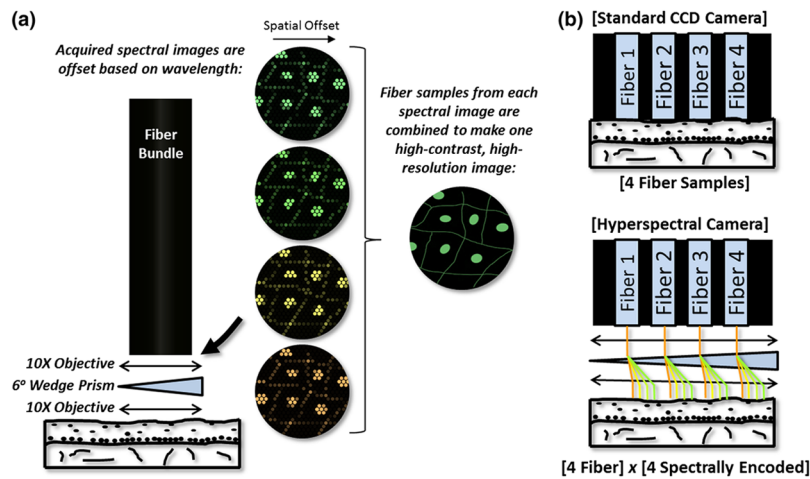 (a)
Spatial Offset
Acquired spectral images are
offset based on wavelength:
Fiber
Bundle
10X Objective
6º Wedge Prism
10X Objective
Fiber samples from each
spectral image are
combined to make one
high-contrast, high-
resolution image:
(b)
[Standard CCD Camera]
Fiber 1
Fiber 2
Fiber 3
Fiber 4
[4 Fiber Samples]
[Hyperspectral Camera]
Fiber 1
Fiber 2
Fiber 3
Fiber 4
[4 Fiber] x [4 Spectrally Encoded]